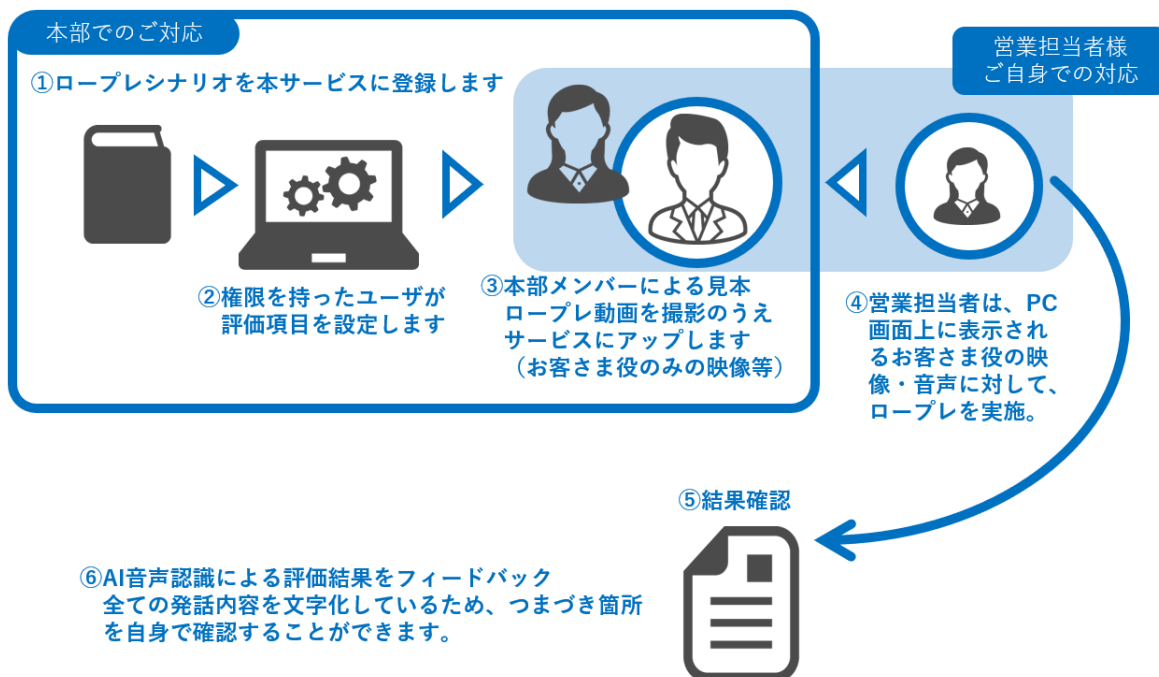 本部でのご対応
営業担当者様
ご自身での対応
①ロープレシナリオを本サービスに登録します
②権限を持ったユーザが
評価項目を設定します
③本部メンバーによる見本
ロープレ動画を撮影のうえ
サービスにアップします
（お客さま役のみの映像等）
④営業担当者は、PC
画面上に表示され
るお客さま役の映
像・音声に対して、
ロープレを実施。
⑤結果確認
⑥AI音声認識による評価結果をフィードバック
全ての発話内容を文字化しているため、つまづき箇所
を自身で確認することができます。